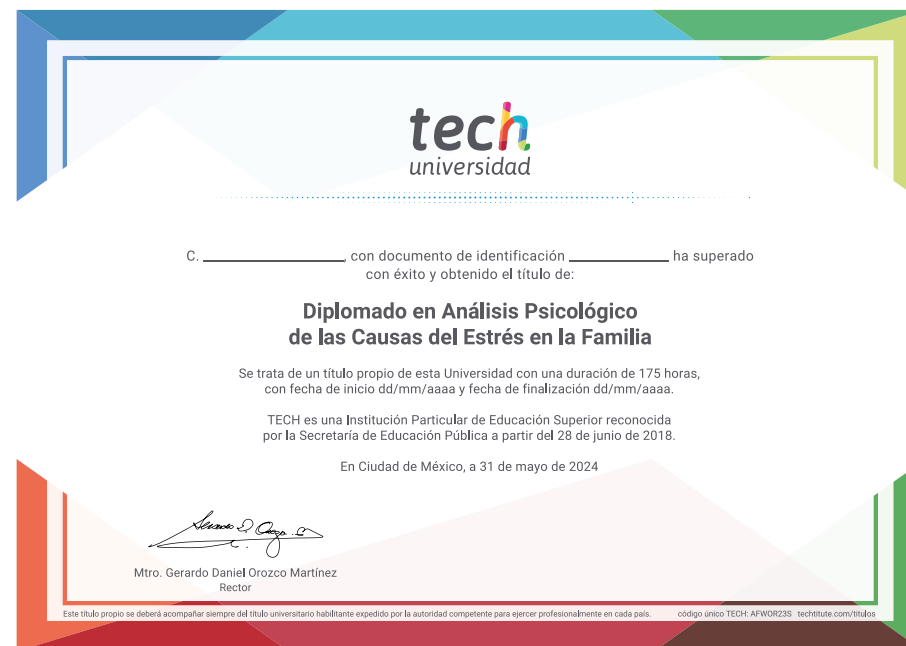 tech
universidad
C. ____________, con documento de identificación ____________ ha superado
con éxito y obtenido el título de:
Diplomado en Análisis Psicológico
de las Causas del Estrés en la Familia
Se trata de un título propio de esta Universidad con una duración de 175 horas,
con fecha de inicio dd/mm/aaaa y fecha de finalización dd/mm/aaaa.
TECH es una Institución Particular de Educación Superior reconocida
por la Secretaría de Educación Pública a partir del 28 de junio de 2018.
En Ciudad de México, a 31 de mayo de 2024
Mtro. Gerardo Daniel Orozco Martínez
Rector
Este título propio se deberá acompañar siempre del título universitario habilitante expedido por la autoridad competente para ejercer profesionalmente en cada país. código único TECH: AFWOR23S techtitute.com/titulos